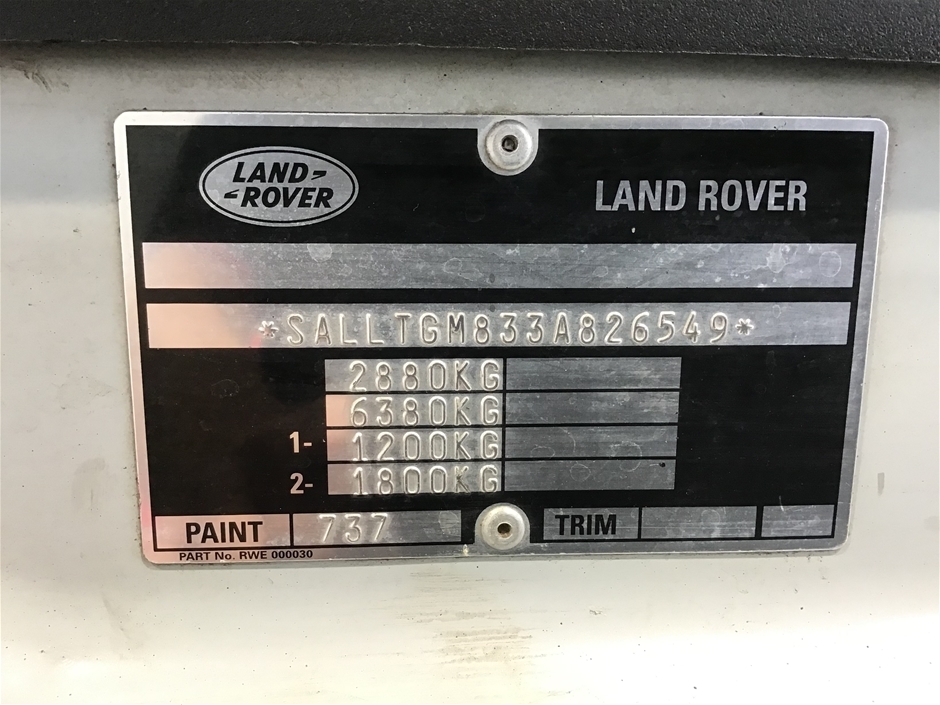 LAND-
-ROVER
LAND ROVER
*SALLTGM833A826549*
2880KG
6380KG
1- 1200KG
2- 1800KG
PAINT 737 TRIM
PART No. RWE 000030